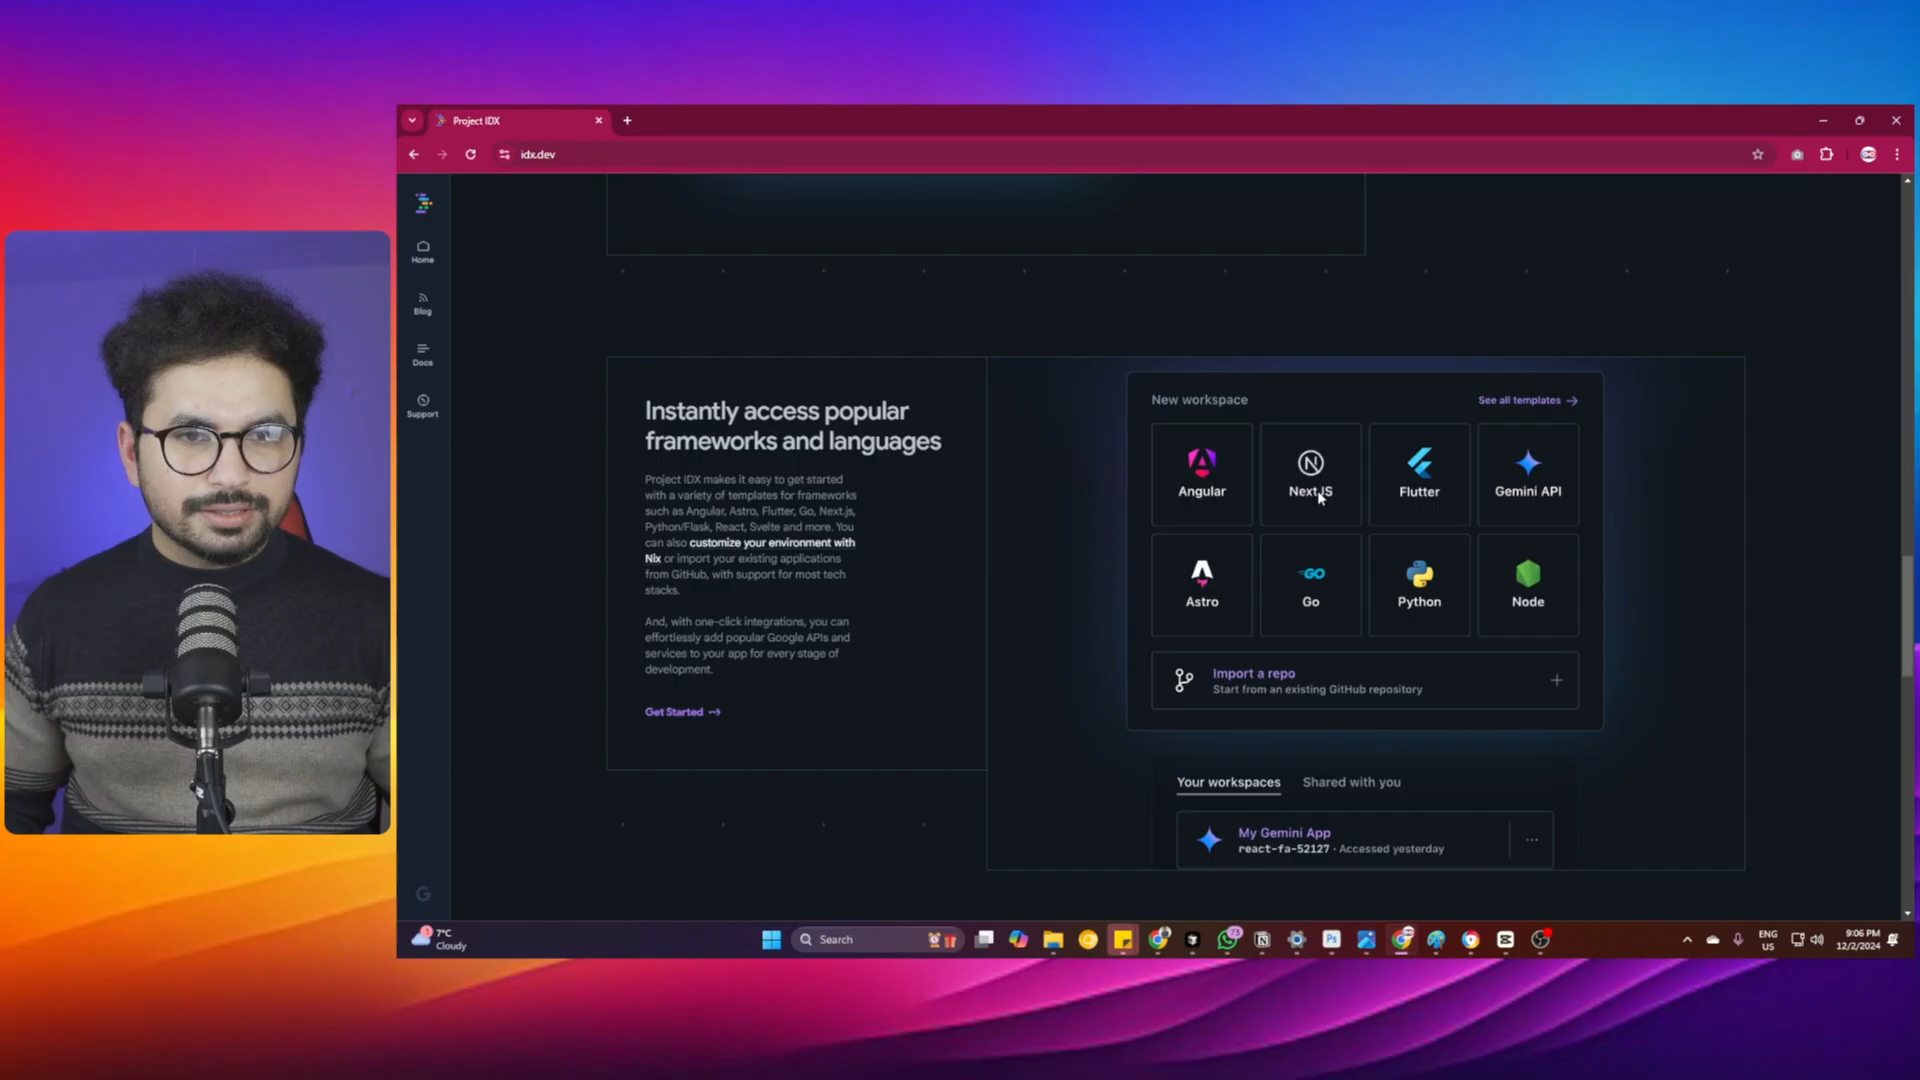 Project IDX
idx.dev
Home
Blog
Docs
Support
Instantly access popular
frameworks and languages
Project IDX makes it easy to get started
with a variety of templates for frameworks
such as Angular, Astro, Flutter, Go, Next.js,
Python/Flask, React, Svelte and more. You
can also customize your environment with
Nix or import your existing applications
from GitHub, with support for most tech
stacks.
And, with one-click integrations, you can
effortlessly add popular Google APIs and
services to your app for every stage of
development.
Get Started
New workspace
See all templates
Angular
NextJS
Flutter
Gemini API
Astro
Go
Python
Node
Import a repo
Start from an existing GitHub repository
Your workspaces
Shared with you
My Gemini App
react-fa-52127 · Accessed yesterday
7°C
Cloudy
Search
73
ENG
US
9:06 PM
12/2/2024